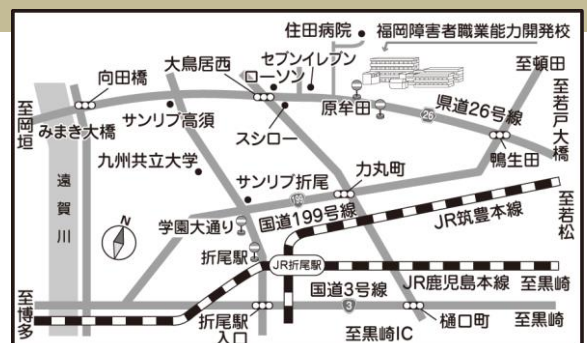 住田病院
福岡障害者職業能力開発校
セブンイレブン
大鳥居西
ローソン
向田橋
至頓田
至岡垣
みまき大橋
サンリブ高須
スシロー
原牟田
県道26号線
26
至若戸大橋
鴨生田
九州共立大学
力丸町
サンリブ折尾
遠賀川
199
国道199号線
N
学園大通り
JR筑豊本線
至若松
折尾駅
JR折尾駅
JR鹿児島本線
至黒崎
国道3号線
3
至博多
折尾駅
入口
至黒崎IC
樋口町
至黒崎